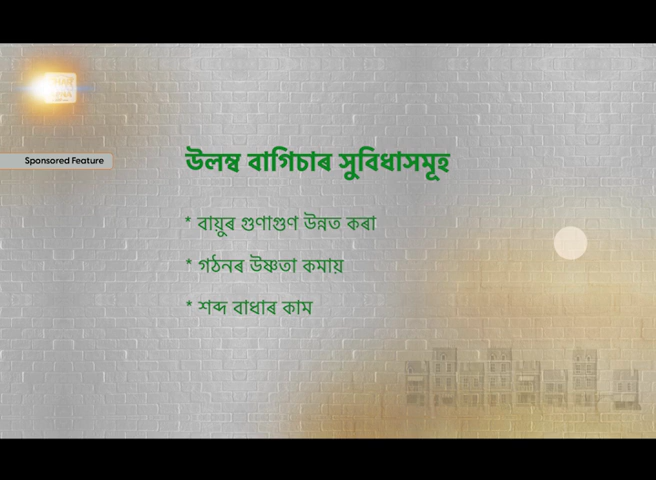 Sponsored Feature
উলম্ব বাগিচাৰ সুবিধাসমূহ
* বায়ুৰ গুণাগুণ উন্নত কৰা
* গঠনৰ উষ্ণতা কমায়
* শব্দ বাধাৰ কাম